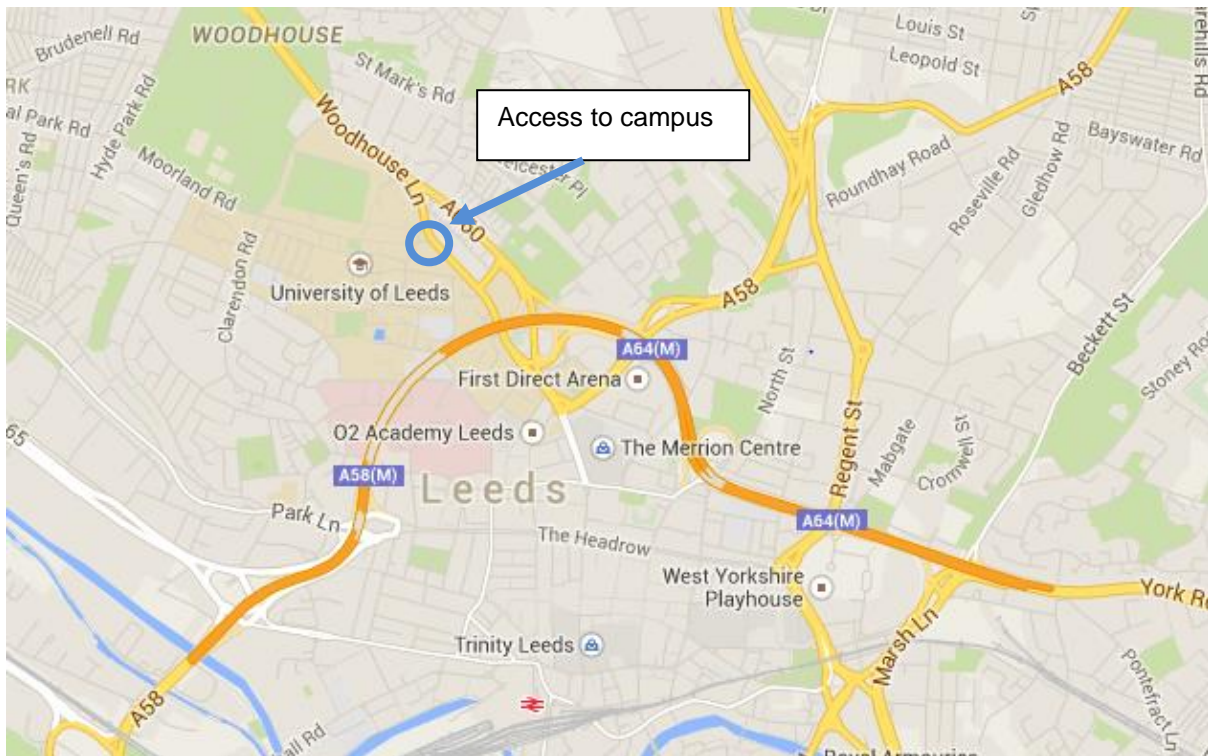 Brudenell Rd
WOODHOUSE
St Mark's Rd
Louis St
Leopold St
A58
Bayswater Rd
Hyde Park Rd
Queen's Rd
Moorland Rd
Woodhouse Ln
Access to campus
Roundhay Road
Roseville Rd
Gledhow Rd
Clarendon Rd
University of Leeds
A58
Beckett St
A64(M)
First Direct Arena
North St
O2 Academy Leeds
The Merrion Centre
Regent St
Mabgate
Cromwell St
A58(M)
Leeds
Park Ln
The Headrow
A64(M)
West Yorkshire
Playhouse
Marsh Ln
Trinity Leeds
A58
Pontefract Ln